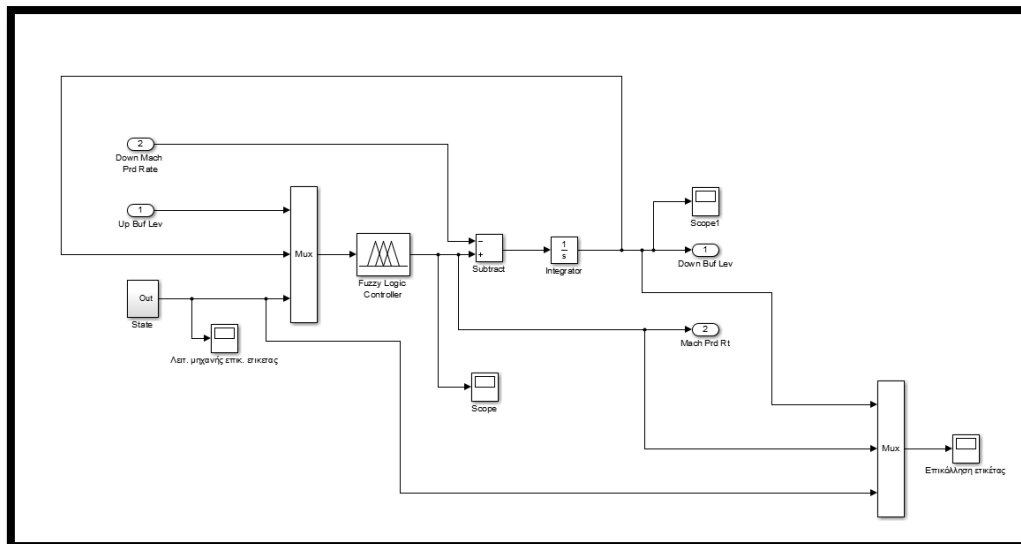 2
Down Mach
Prd Rate
1
Up Buf Lev
Out
State
Λειτ. μηχανής επικ. ετικέτας
Mux
Fuzzy Logic
Controller
Scope
−
+
Subtract
1
s
Integrator
Scope1
1
Down Buf Lev
2
Mach Prd Rt
Mux
Επικόλληση ετικέτας